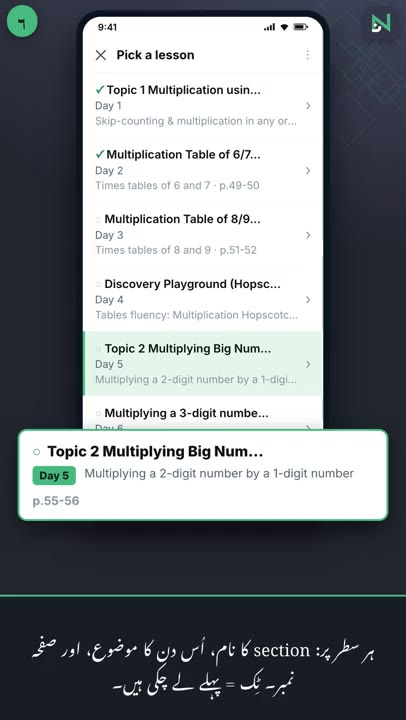 ۹
N
9:41
Pick a lesson
✓Topic 1 Multiplication usin...
Day 1
Skip-counting & multiplication in any or...
✓Multiplication Table of 6/7...
Day 2
Times tables of 6 and 7 · p.49-50
○ Multiplication Table of 8/9...
Day 3
Times tables of 8 and 9 · p.51-52
○ Discovery Playground (Hopsc...
Day 4
Tables fluency: Multiplication Hopscotc...
○ Topic 2 Multiplying Big Num...
Day 5
Multiplying a 2-digit number by a 1-digi...
○ Multiplying a 3-digit numbe...
Day 6
○ Topic 2 Multiplying Big Num...
Day 5 Multiplying a 2-digit number by a 1-digit number
p.55-56
ہر سطر پر: section کا نام، اُس دن کا موضوع، اور صفحہ
نمبر۔ ٹِک = پہلے لے چکی ہیں۔